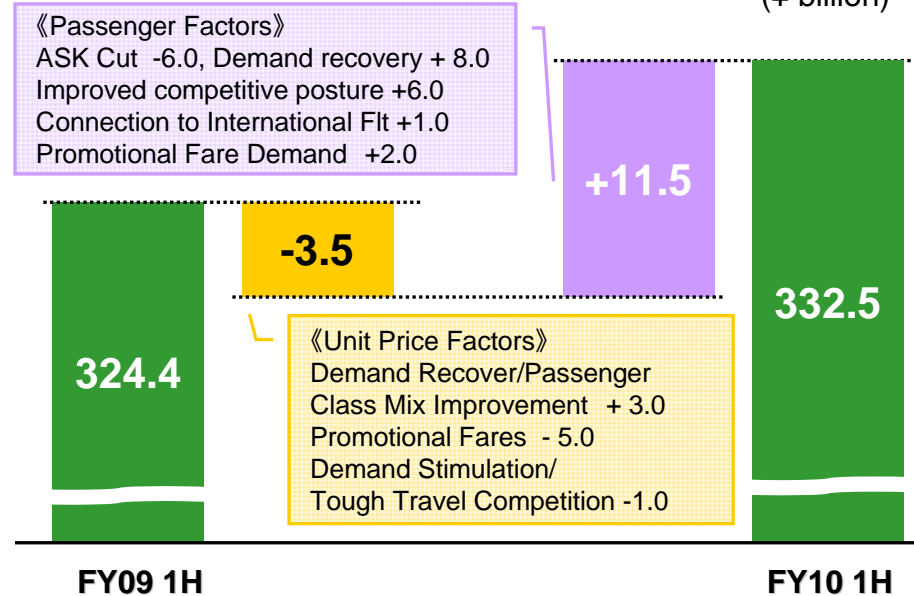 (¥ billion)
《Passenger Factors》
ASK Cut -6.0, Demand recovery + 8.0
Improved competitive posture +6.0
Connection to International Flt +1.0
Promotional Fare Demand +2.0
+11.5
-3.5
332.5
324.4
《Unit Price Factors》
Demand Recover/Passenger
Class Mix Improvement + 3.0
Promotional Fares - 5.0
Demand Stimulation/
Tough Travel Competition -1.0
FY09 1H
FY10 1H